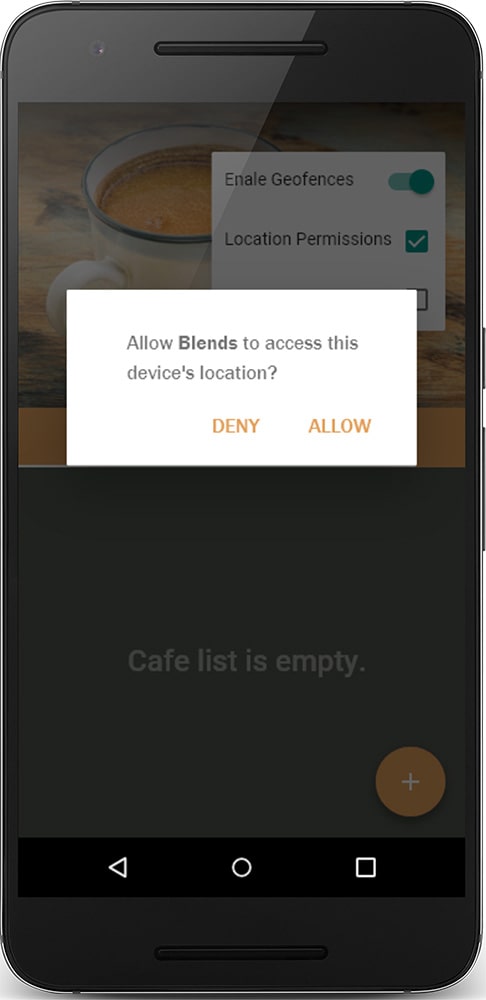 Enale Geofences
Location Permissions
Allow Blends to access this
device's location?
DENY ALLOW
Cafe list is empty.
+